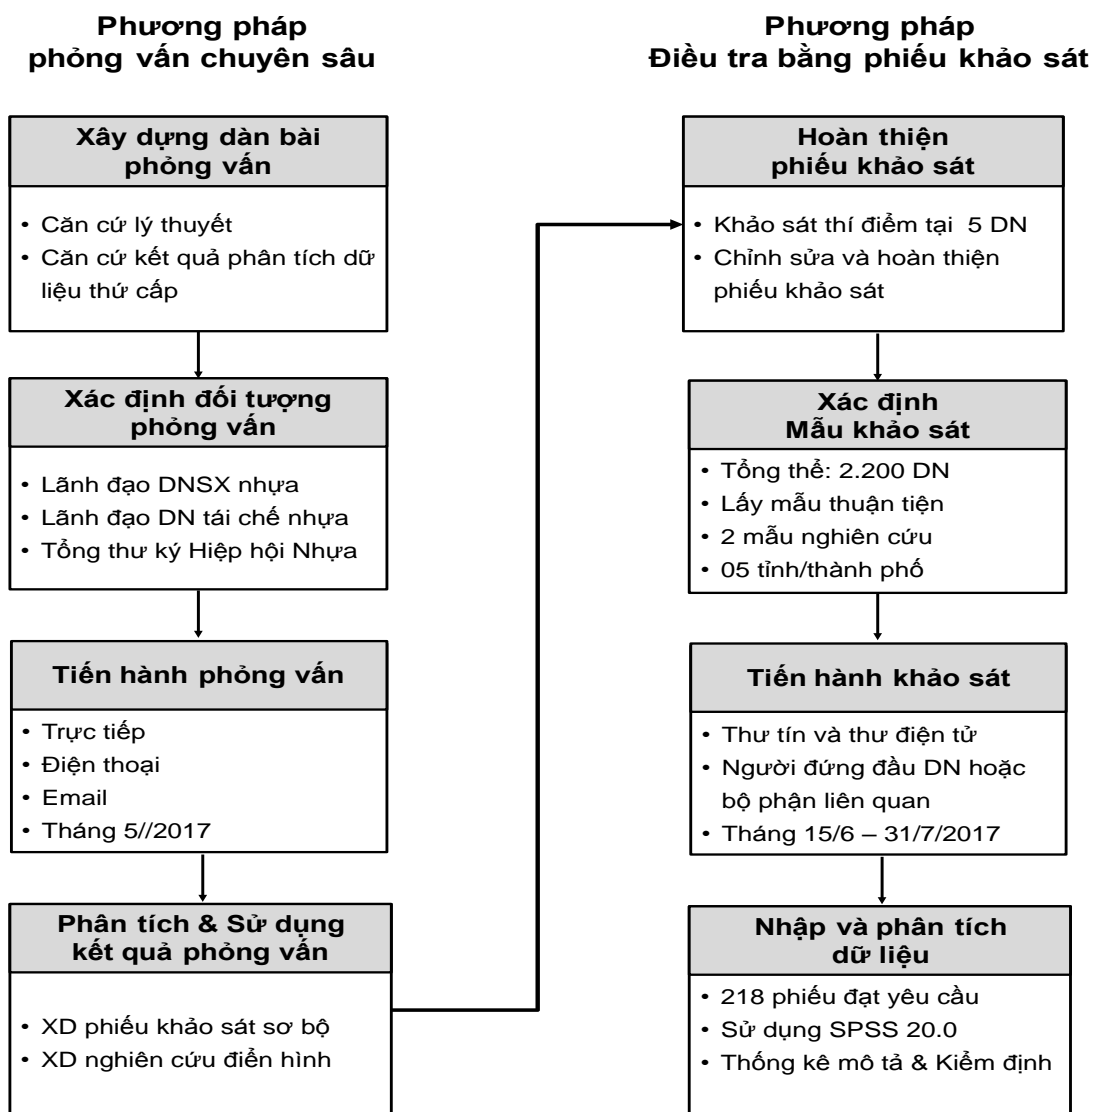 Phương pháp
phỏng vấn chuyên sâu
Xây dựng dàn bài
phỏng vấn
• Căn cứ lý thuyết
• Căn cứ kết quả phân tích dữ
liệu thứ cấp
Xác định đối tượng
phỏng vấn
• Lãnh đạo DNSX nhựa
• Lãnh đạo DN tái chế nhựa
• Tổng thư ký Hiệp hội Nhựa
Tiến hành phỏng vấn
• Trực tiếp
• Điện thoại
• Email
• Tháng 5//2017
Phân tích & Sử dụng
kết quả phỏng vấn
• XD phiếu khảo sát sơ bộ
• XD nghiên cứu điển hình
Phương pháp
Điều tra bằng phiếu khảo sát
Hoàn thiện
phiếu khảo sát
• Khảo sát thí điểm tại 5 DN
• Chỉnh sửa và hoàn thiện
phiếu khảo sát
Xác định
Mẫu khảo sát
• Tổng thể: 2.200 DN
• Lấy mẫu thuận tiện
• 2 mẫu nghiên cứu
• 05 tỉnh/thành phố
Tiến hành khảo sát
• Thư tín và thư điện tử
• Người đứng đầu DN hoặc
bộ phận liên quan
• Tháng 15/6 – 31/7/2017
Nhập và phân tích
dữ liệu
• 218 phiếu đạt yêu cầu
• Sử dụng SPSS 20.0
• Thống kê mô tả & Kiểm định